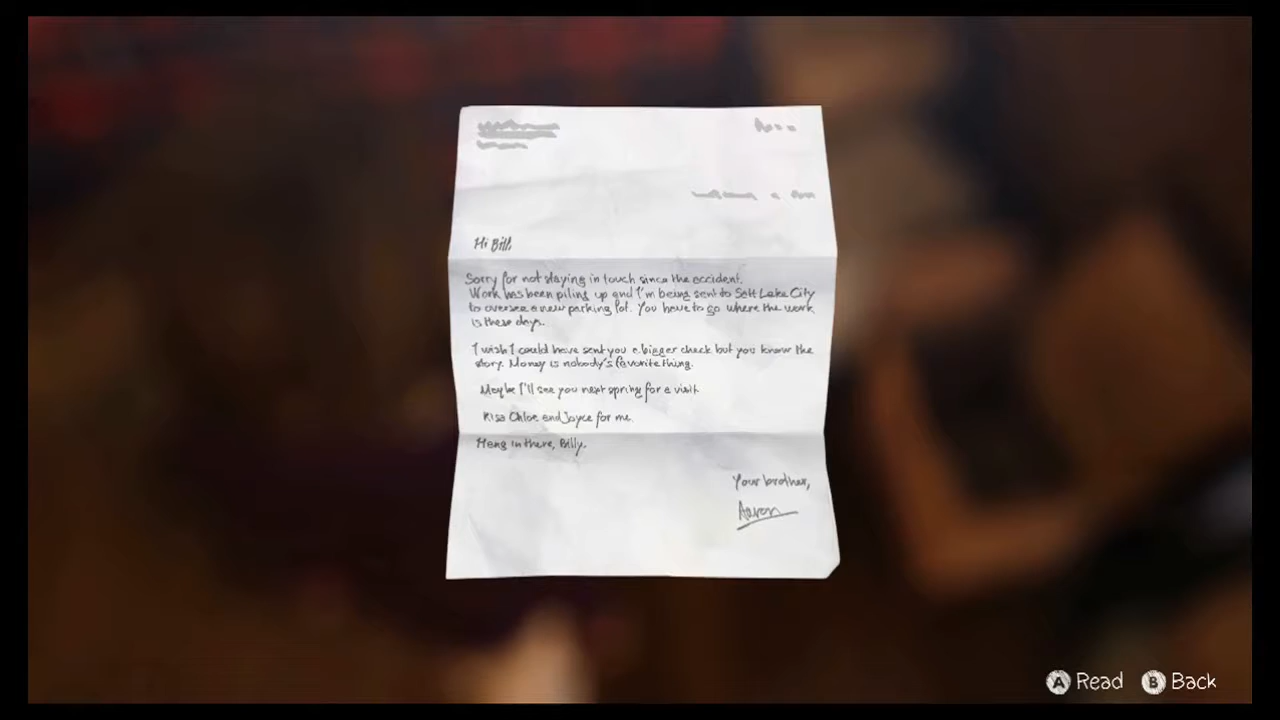 Hi Bill,
Sorry for not staying in touch since the accident.
Work has been piling up and I'm being sent to Salt Lake City
to oversee a new parking lot. You have to go where the work
is these days.
I wish I could have sent you a bigger check but you know the
story. Money is nobody's favorite thing.
Maybe I'll see you next spring for a visit.
Kiss Chloe and Joyce for me.
Hang in there, Billy.
Your brother,
Aaron
A Read B Back